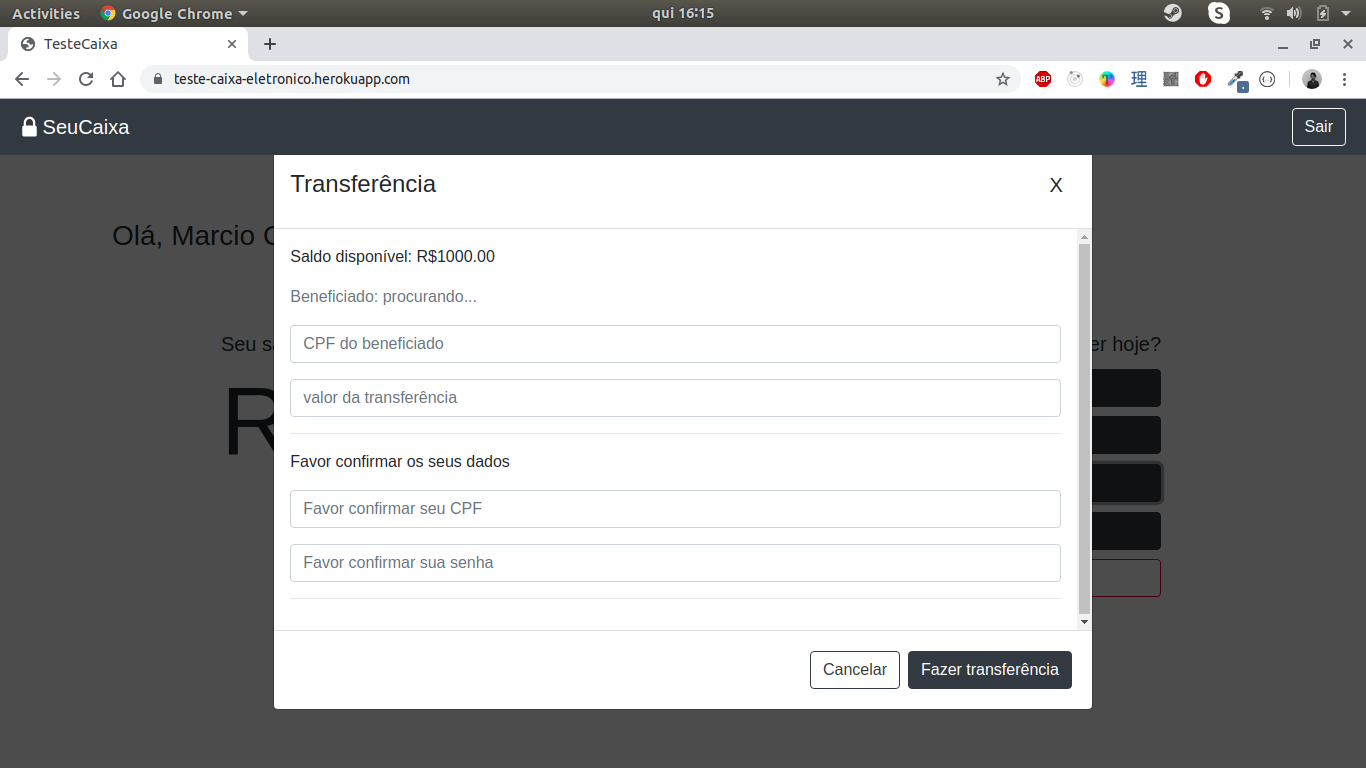 Activities Google Chrome qui 16:15 S
TesteCaixa
teste-caixa-eletronico.herokuapp.com ABP T 理
SeuCaixa Sair
Transferência X
Olá, Marcio
Saldo disponível: R$1000.00
Beneficiado: procurando...
Seu er hoje?
CPF do beneficiado
R
valor da transferência
Favor confirmar os seus dados
Favor confirmar seu CPF
Favor confirmar sua senha
Cancelar Fazer transferência